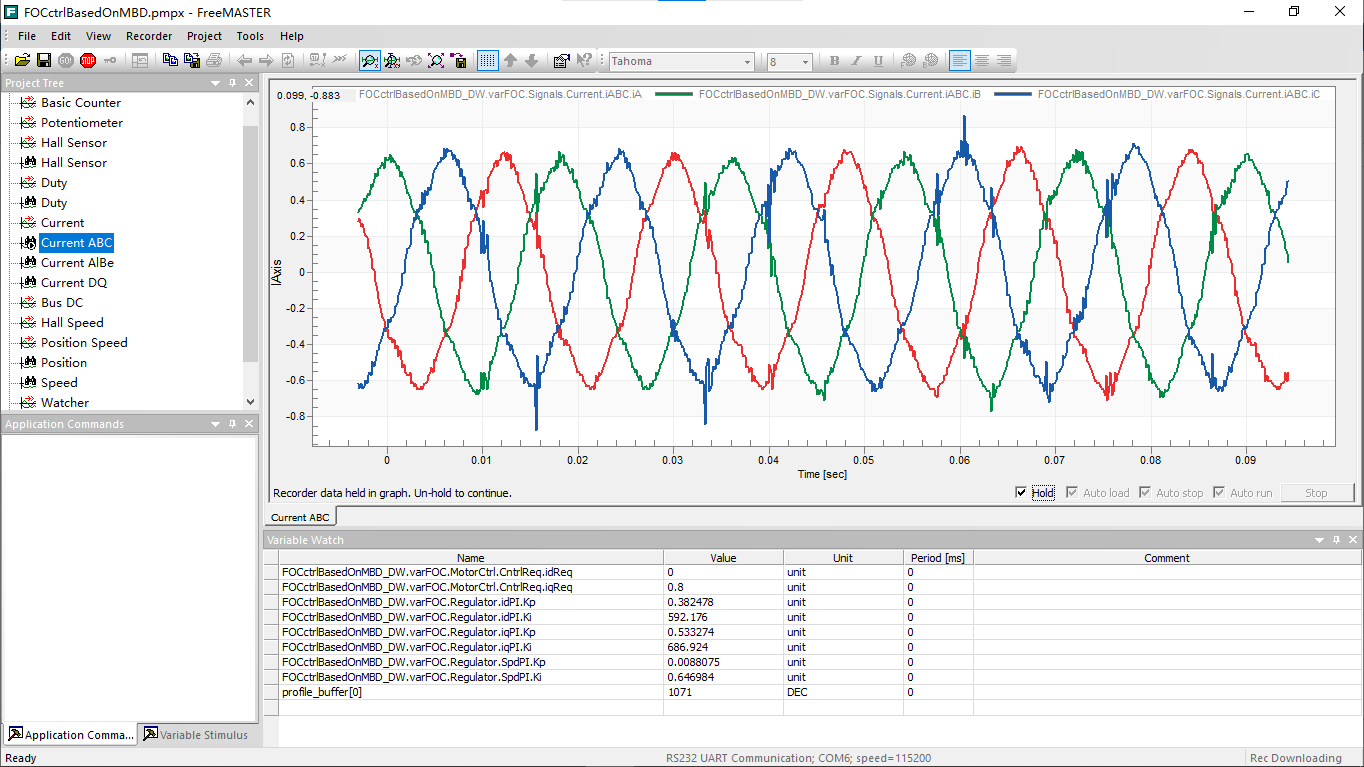 FOCctrlBasedOnMBD.pmpx - FreeMASTER
File Edit View Recorder Project Tools Help
GO! STOP Tahoma 8 B I U
Project Tree
Basic Counter
Potentiometer
Hall Sensor
Hall Sensor
Duty
Duty
Current
Current ABC
Current AlBe
Current DQ
Bus DC
Hall Speed
Position Speed
Position
Speed
Watcher
Application Commands
Application Comma... Variable Stimulus
0.099, -0.883 FOCctrlBasedOnMBD_DW.varFOC.Signals.Current.iABC.iA FOCctrlBasedOnMBD_DW.varFOC.Signals.Current.iABC.iB FOCctrlBasedOnMBD_DW.varFOC.Signals.Current.iABC.iC
0.8
0.6
0.4
0.2
0
-0.2
-0.4
-0.6
-0.8
IAxis
0 0.01 0.02 0.03 0.04 0.05 0.06 0.07 0.08 0.09
Time [sec]
Recorder data held in graph. Un-hold to continue. Hold Auto load Auto stop Auto run Stop
Current ABC
Variable Watch
Name Value Unit Period [ms] Comment
FOCctrlBasedOnMBD_DW.varFOC.MotorCtrl.CntrlReq.idReq 0 unit 0
FOCctrlBasedOnMBD_DW.varFOC.MotorCtrl.CntrlReq.iqReq 0.8 unit 0
FOCctrlBasedOnMBD_DW.varFOC.Regulator.idPI.Kp 0.382478 unit 0
FOCctrlBasedOnMBD_DW.varFOC.Regulator.idPI.Ki 592.176 unit 0
FOCctrlBasedOnMBD_DW.varFOC.Regulator.iqPI.Kp 0.533274 unit 0
FOCctrlBasedOnMBD_DW.varFOC.Regulator.iqPI.Ki 686.924 unit 0
FOCctrlBasedOnMBD_DW.varFOC.Regulator.SpdPI.Kp 0.0088075 unit 0
FOCctrlBasedOnMBD_DW.varFOC.Regulator.SpdPI.Ki 0.646984 unit 0
profile_buffer[0] 1071 DEC 0
Ready RS232 UART Communication; COM6; speed=115200 Rec Downloading